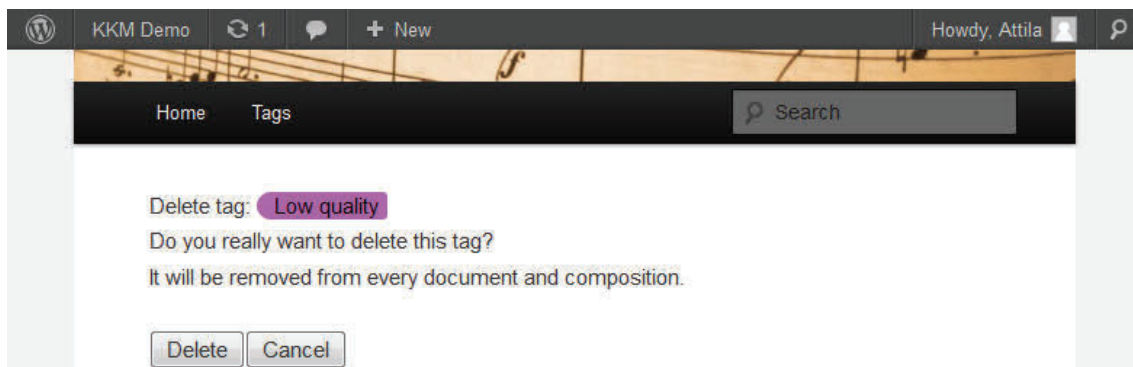 KKM Demo 1 + New Howdy, Attila
Home Tags Search
Delete tag: Low quality
Do you really want to delete this tag?
It will be removed from every document and composition.
Delete Cancel